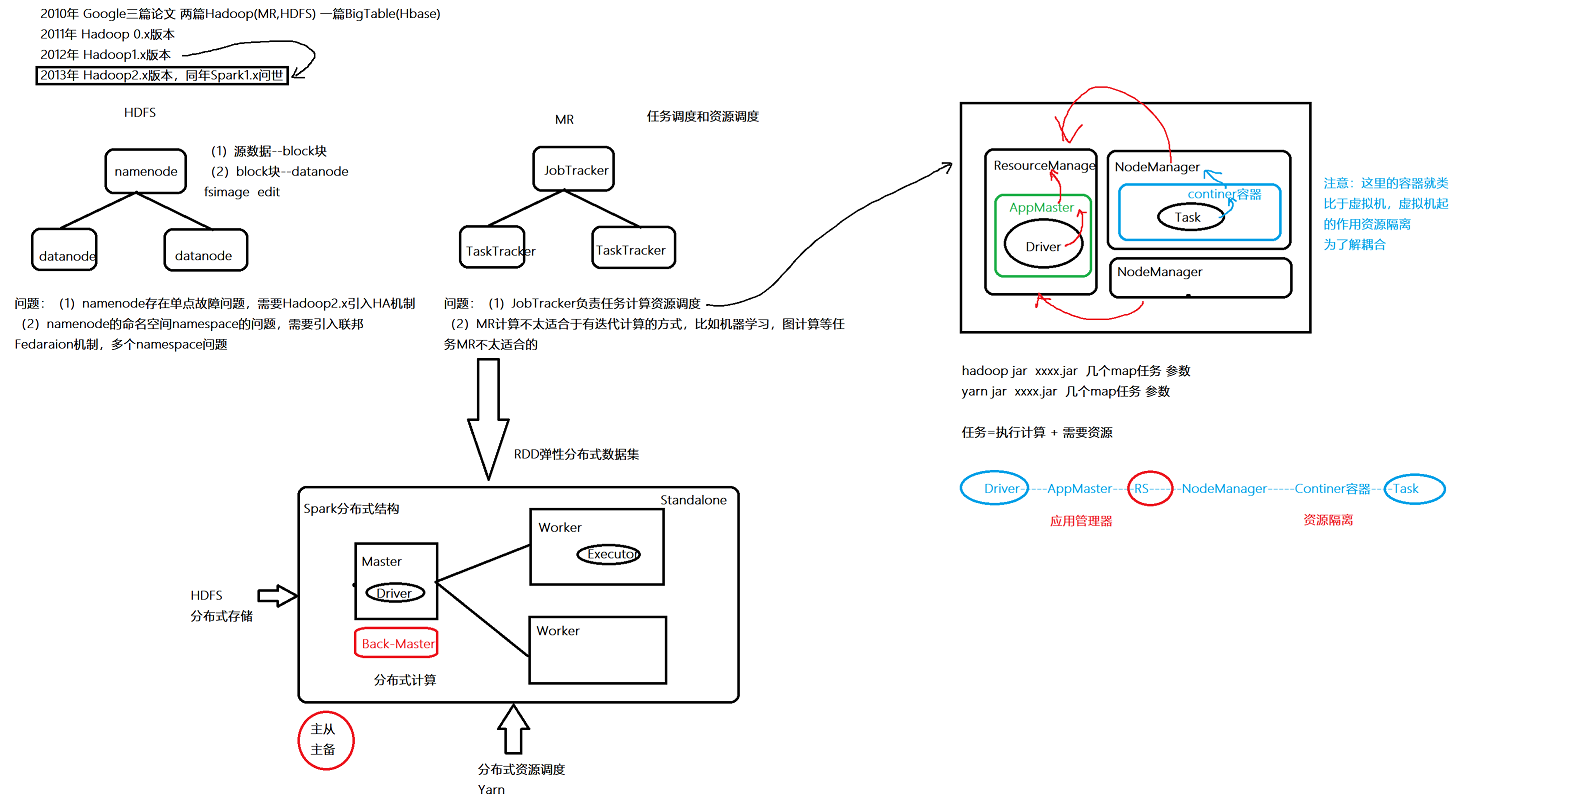 2010年 Google三篇论文 两篇Hadoop(MR,HDFS) 一篇BigTable(Hbase)
2011年 Hadoop 0.x版本
2012年 Hadoop1.x版本
2013年 Hadoop2.x版本，同年Spark1.x问世
HDFS
namenode
（1）源数据--block块
（2）block块--datanode
fsimage edit
datanode
datanode
问题：（1）namenode存在单点故障问题，需要Hadoop2.x引入HA机制
（2）namenode的命名空间namespace的问题，需要引入联邦
Fedaraion机制，多个namespace问题
MR
任务调度和资源调度
JobTracker
TaskTracker
TaskTracker
问题：（1）JobTracker负责任务计算资源调度
（2）MR计算不太适合于有迭代计算的方式，比如机器学习，图计算等任
务MR不太适合的
ResourceManage
AppMaster
Driver
NodeManager
continer容器
Task
NodeManager
注意：这里的容器就类
比于虚拟机，虚拟机起
的作用资源隔离
为了解耦合
hadoop jar xxxx.jar 几个map任务 参数
yarn jar xxxx.jar 几个map任务 参数
任务=执行计算 + 需要资源
Driver----AppMaster----RS----NodeManager-----Continer容器----Task
应用管理器
资源隔离
RDD弹性分布式数据集
Spark分布式结构
Standalone
Master
Driver
Back-Master
分布式计算
Worker
Executor
Worker
HDFS
分布式存储
主从
主备
分布式资源调度
Yarn